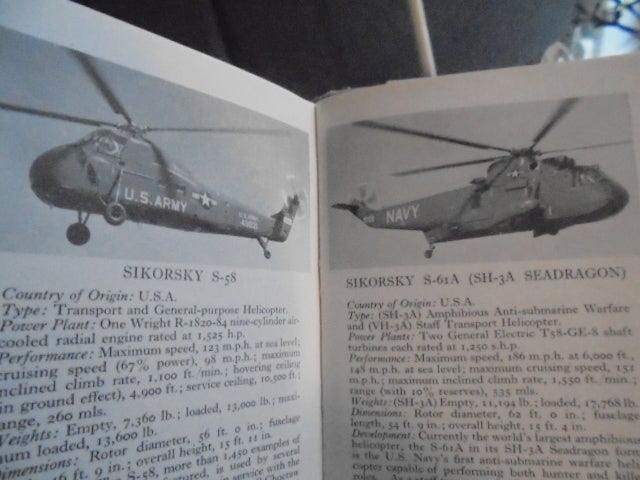 U.S. ARMY
U.S. ARMY
SIKORSKY S-58
Country of Origin: U.S.A.
Type: Transport and General-purpose Helicopter.
Power Plant: One Wright R-1820-84 nine-cylinder air-
cooled radial engine rated at 1,525 h.p.
Performance: Maximum speed, 123 m.p.h. at sea level;
cruising speed (67% power), 98 m.p.h.; maximum
inclined climb rate, 1,100 ft./min.; hovering ceiling
in ground effect), 4,900 ft.; service ceiling, 10,500 ft.;
range, 260 mls.
Weights: Empty, 7,360 lb.; loaded, 13,000 lb.; maxi-
mum loaded, 13,600 lb.
Dimensions: Rotor diameter, 56 ft. 0 in.; fuselage
ft. 9 in.; overall height, 15 ft. 11 in.
S-58, more than 1,450 examples of
used by several
in service with the
Choctaw
NAVY
SIKORSKY S-61A (SH-3A SEADRAGON)
Country of Origin: U.S.A.
Type: (SH-3A) Amphibious Anti-submarine Warfare
and (VH-3A) Staff Transport Helicopter.
Power Plants: Two General Electric T58-GE-8 shaft
turbines each rated at 1,250 s.h.p.
Performance: Maximum speed, 186 m.p.h. at 6,000 ft.;
148 m.p.h. at sea level; maximum cruising speed, 151
m.p.h.; maximum inclined climb rate, 1,550 ft./min.;
range (with 10% reserves), 535 mls.
Weights: (SH-3A) Empty, 11,194 lb.; loaded, 17,768 lb.
Dimensions: Rotor diameter, 62 ft. 0 in.; fuselage
length, 54 ft. 9 in.; overall height, 15 ft. 4 in.
Development: Currently the world's largest amphibious
helicopter, the S-61A in its SH-3A Seadragon form
is the U.S. Navy's first anti-submarine warfare heli-
copter capable of performing both hunter and kill